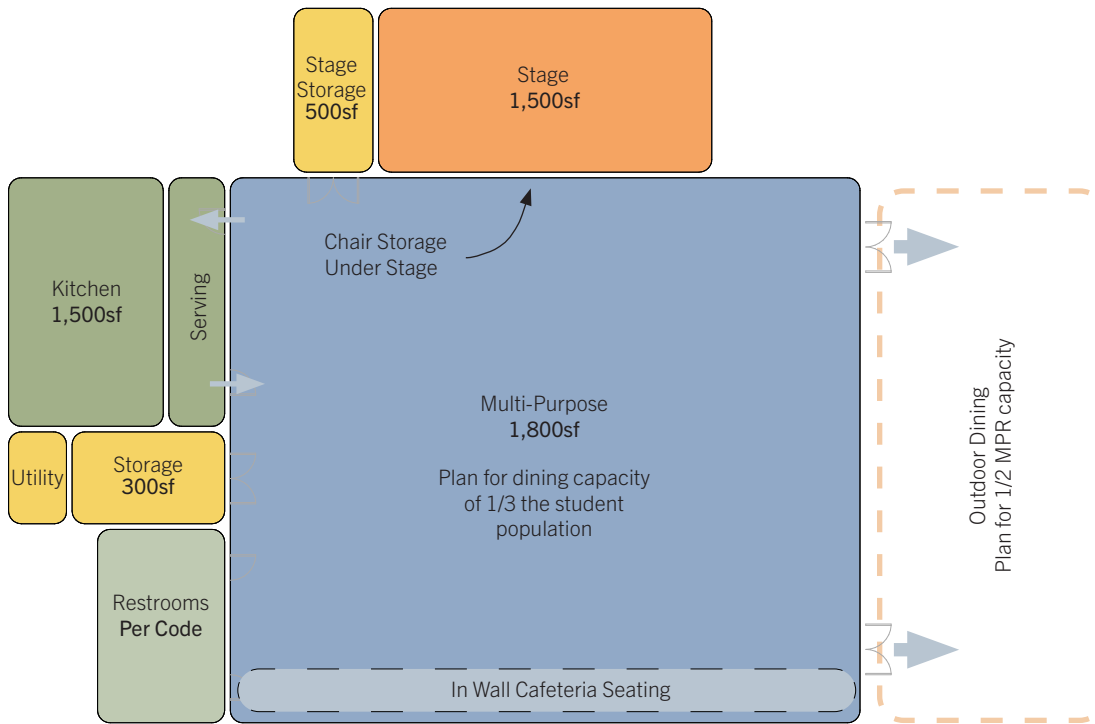 Stage
Storage
500sf
Stage
1,500sf
Chair Storage
Under Stage
Kitchen
1,500sf
Serving
Multi-Purpose
1,800sf
Plan for dining capacity
of 1/3 the student
population
Utility
Storage
300sf
Restrooms
Per Code
In Wall Cafeteria Seating
Outdoor Dining
Plan for 1/2 MPR capacity